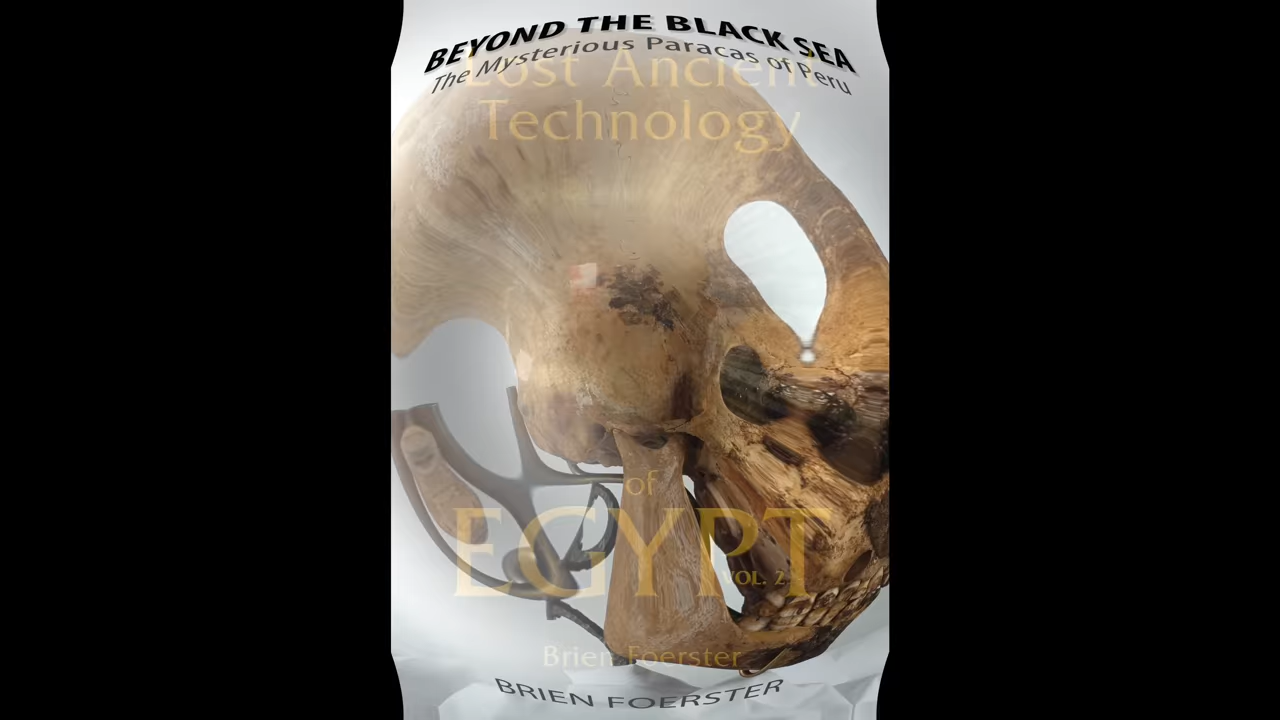 BEYOND THE BLACK SEA
The Mysterious Paracas of Peru
Lost Ancient
Technology
of
EGYPT
VOL. 2
Brien Foerster
BRIEN FOERSTER